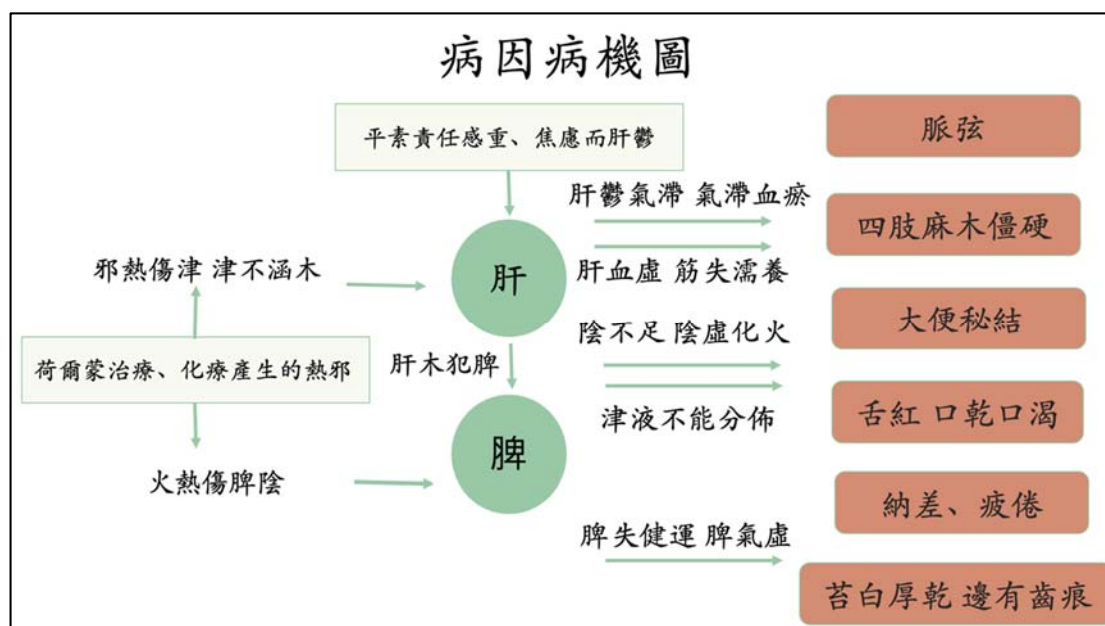 病因病機圖
平素責任感重、焦慮而肝鬱
脈弦
肝鬱氣滯 氣滯血瘀
四肢麻木僵硬
邪熱傷津 津不涵木
肝
肝血虛 筋失濡養
大便秘結
陰不足 陰虛化火
荷爾蒙治療、化療產生的熱邪
肝木犯脾
津液不能分佈
舌紅 口乾口渴
脾
火熱傷脾陰
納差、疲倦
脾失健運 脾氣虛
苔白厚乾 邊有齒痕